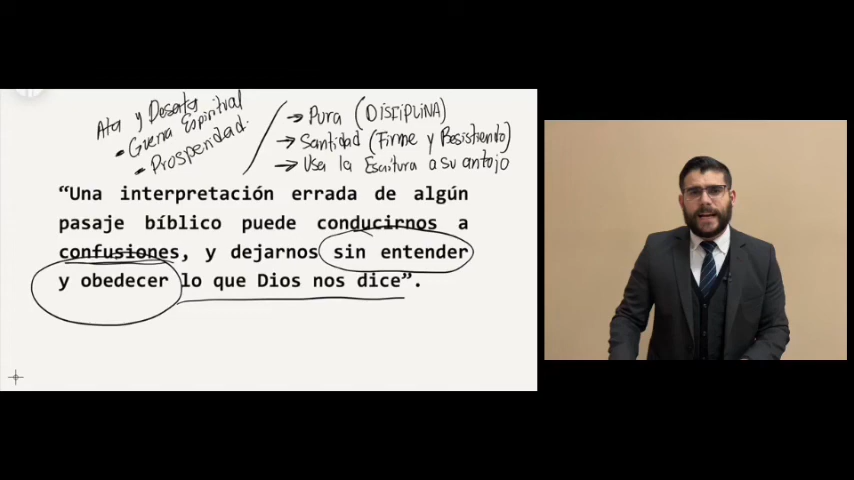 Ata y Desata
• Guerra Espiritual
• Prosperidad.
→ Pura (DISCIPLINA)
→ Santidad (Firme y Resistiendo)
→ Usa la Escritura a su antojo
“Una interpretación errada de algún
pasaje bíblico puede conducirnos a
confusiones, y dejarnos sin entender
y obedecer lo que Dios nos dice”.